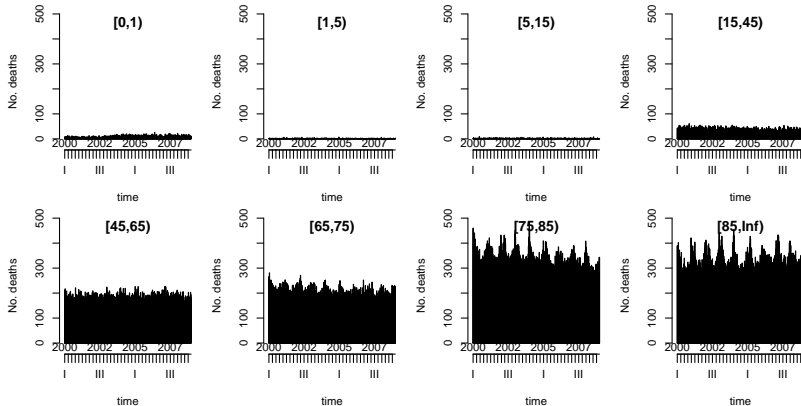 [0,1)
[1,5)
[5,15)
[15,45)
No. deaths
0 100 300 500
No. deaths
0 100 300 500
No. deaths
0 100 300 500
No. deaths
0 100 300 500
2000 2002 2005 2007
2000 2002 2005 2007
2000 2002 2005 2007
2000 2002 2005 2007
I III I III
I III I III
I III I III
I III I III
time
time
time
time
[45,65)
[65,75)
[75,85)
[85,Inf)
No. deaths
0 100 300 500
No. deaths
0 100 300 500
No. deaths
0 100 300 500
No. deaths
0 100 300 500
2000 2002 2005 2007
2000 2002 2005 2007
2000 2002 2005 2007
2000 2002 2005 2007
I III I III
I III I III
I III I III
I III I III
time
time
time
time